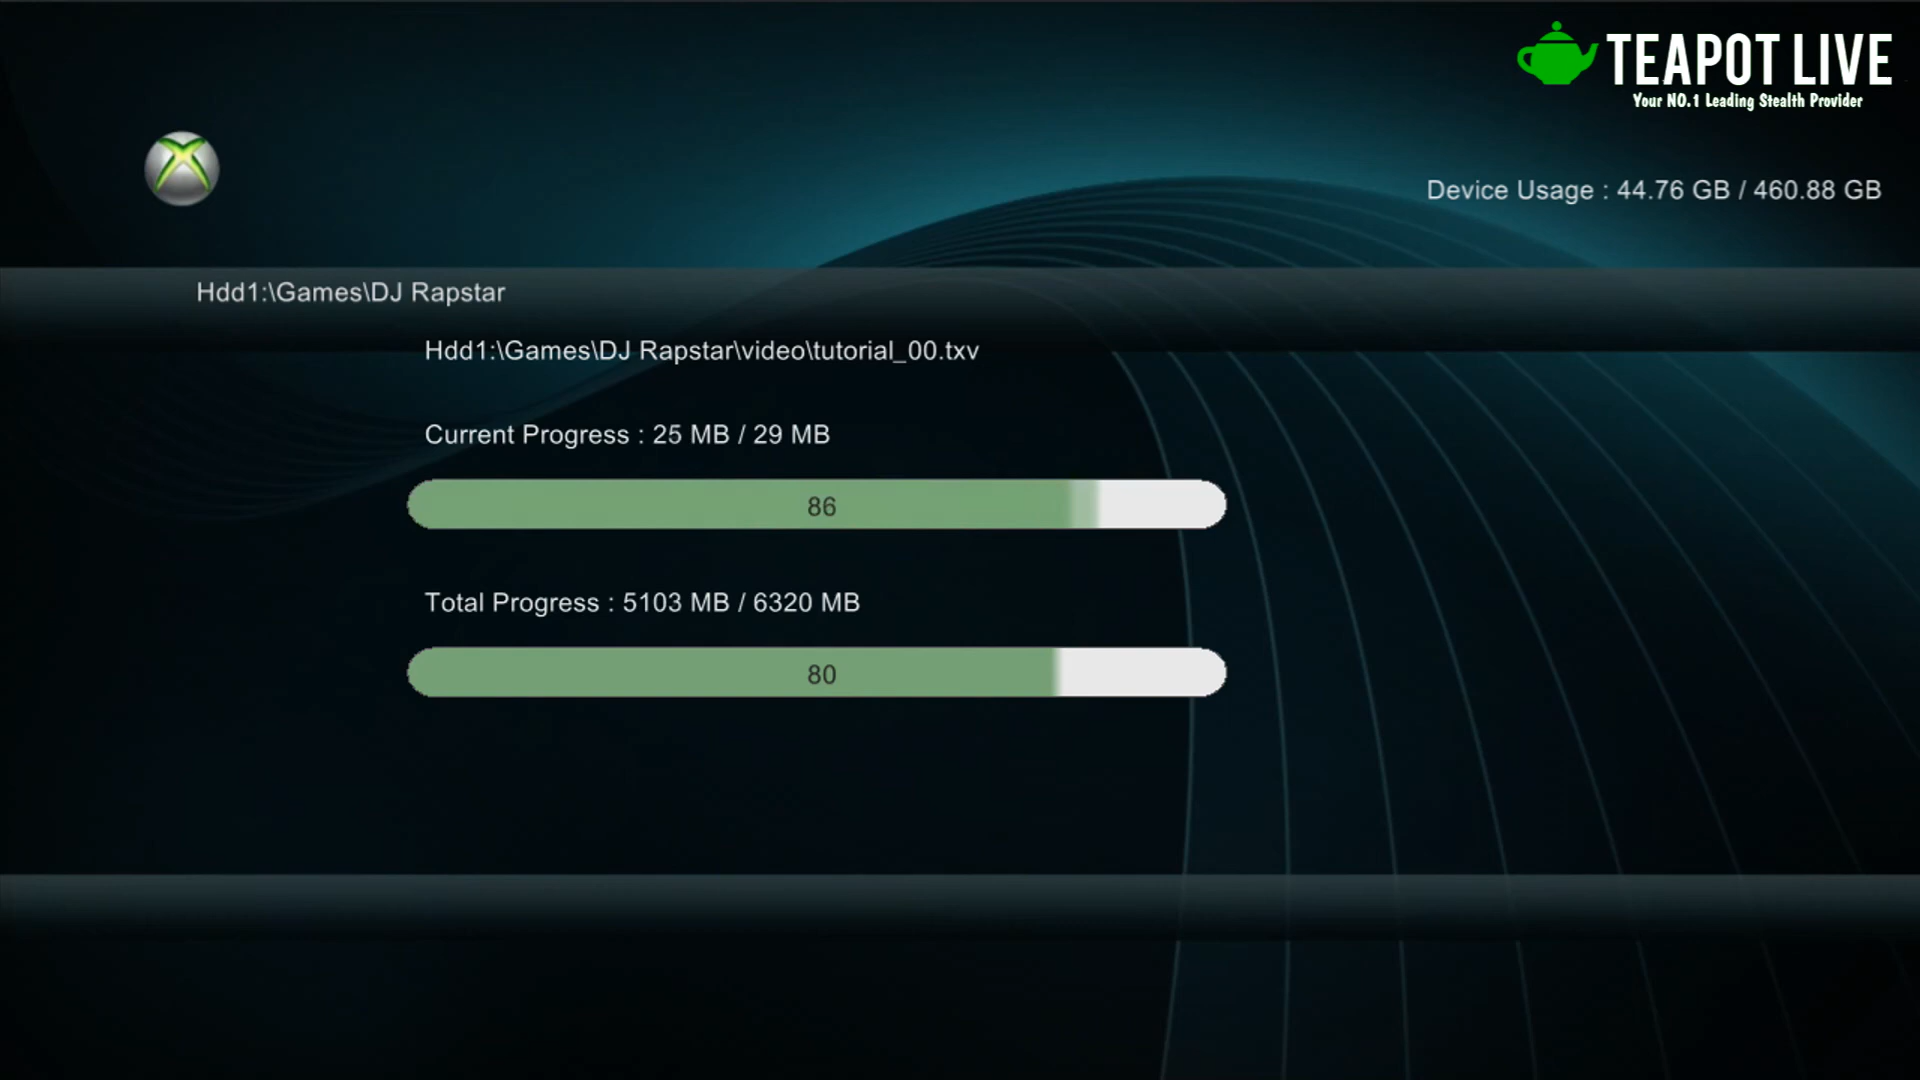 TEAPOT LIVE
Your NO.1 Leading Stealth Provider
Device Usage : 44.76 GB / 460.88 GB
Hdd1:\Games\DJ Rapstar
Hdd1:\Games\DJ Rapstar\video\tutorial_00.txv
Current Progress : 25 MB / 29 MB
86
Total Progress : 5103 MB / 6320 MB
80